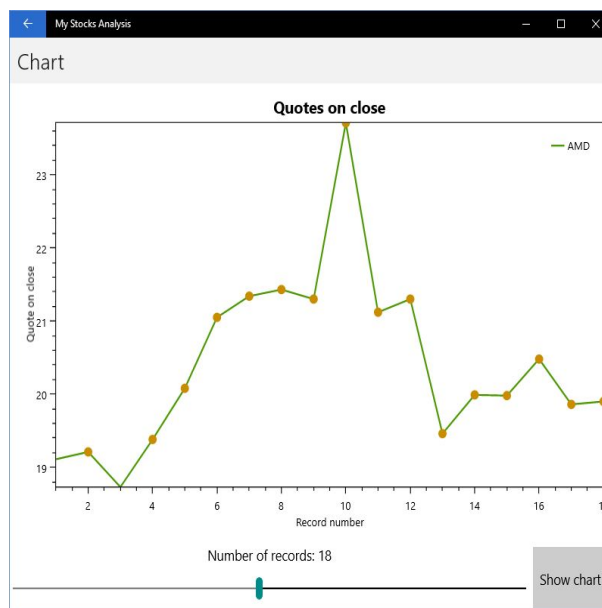 My Stocks Analysis
Chart
Quotes on close
AMD
23
22
21
20
19
Quote on close
2 4 6 8 10 12 14 16
Record number
Number of records: 18
Show chart